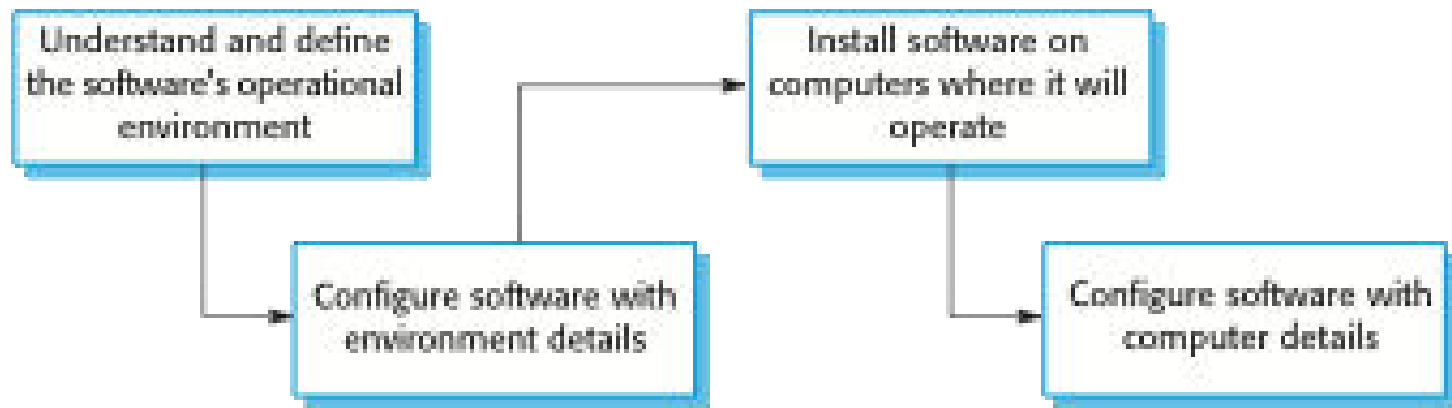 Understand and define
the software's operational
environment
Configure software with
environment details
Install software on
computers where it will
operate
Configure software with
computer details